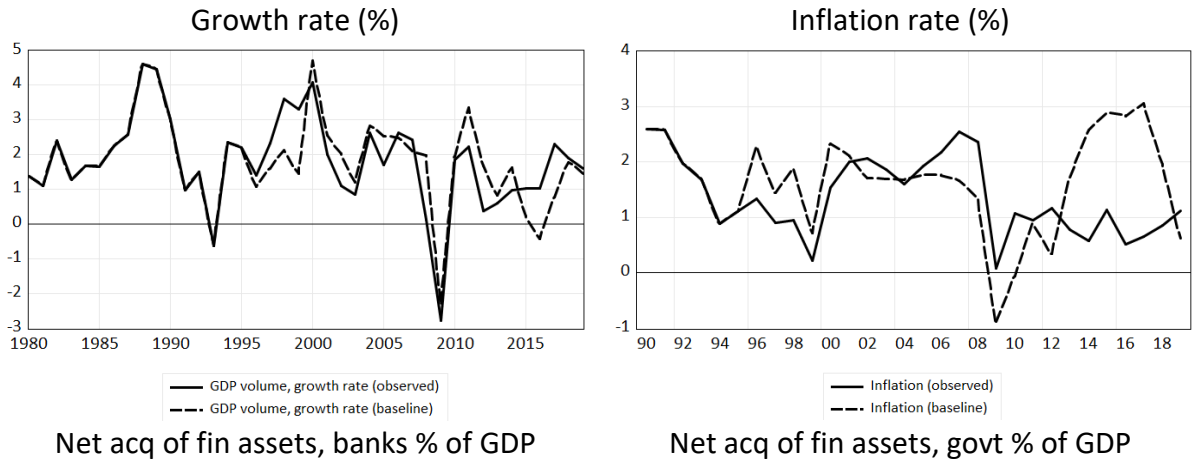 Growth rate (%)
5
4
3
2
1
0
-1
-2
-3
1980 1985 1990 1995 2000 2005 2010 2015
GDP volume, growth rate (observed)
GDP volume, growth rate (baseline)
Net acq of fin assets, banks % of GDP
Inflation rate (%)
4
3
2
1
0
-1
90 92 94 96 98 00 02 04 06 08 10 12 14 16 18
Inflation (observed)
Inflation (baseline)
Net acq of fin assets, govt % of GDP